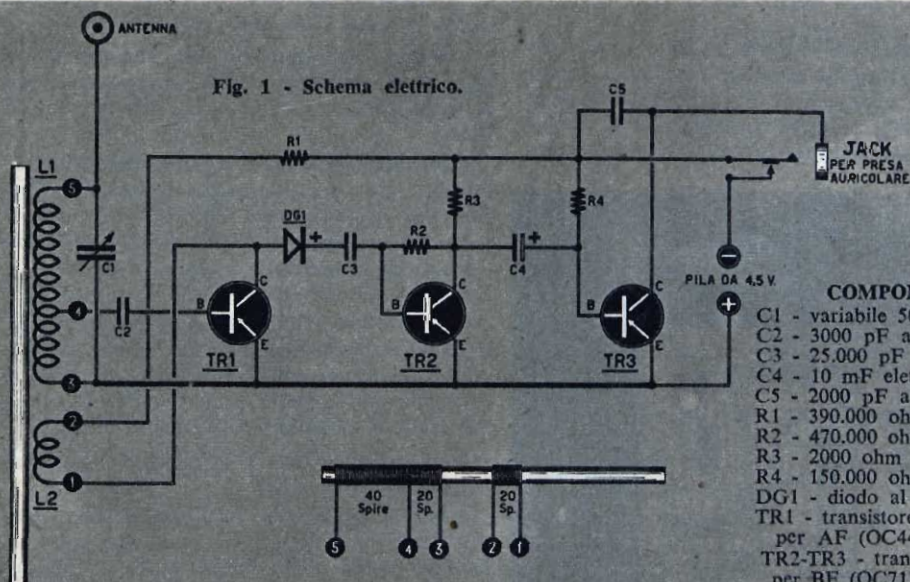 ANTENNA
Fig. 1 - Schema elettrico.
C5
R1
JACK
PER PRESA
AURICOLARE
L1
5
R3
R4
DG1
+
R2
C1
C3
C4
+
−
PILA DA 4,5 V.
+
4
C2
B
C
E
TR1
B
C
E
TR2
B
C
E
TR3
3
2
1
L2
40
Spire
20
Sp.
20
Sp.
5
4
3
2
1
C1 - variabile
C2 - 3000 pF a
C3 - 25.000 pF
C4 - 10 mF
C5 - 2000 pF a
R1 - 390.000
R2 - 470.000
R3 - 2000 ohm
R4 - 150.000
DG1 - diodo al
TR1 - transistore
per AF
TR2-TR3 -
per BF